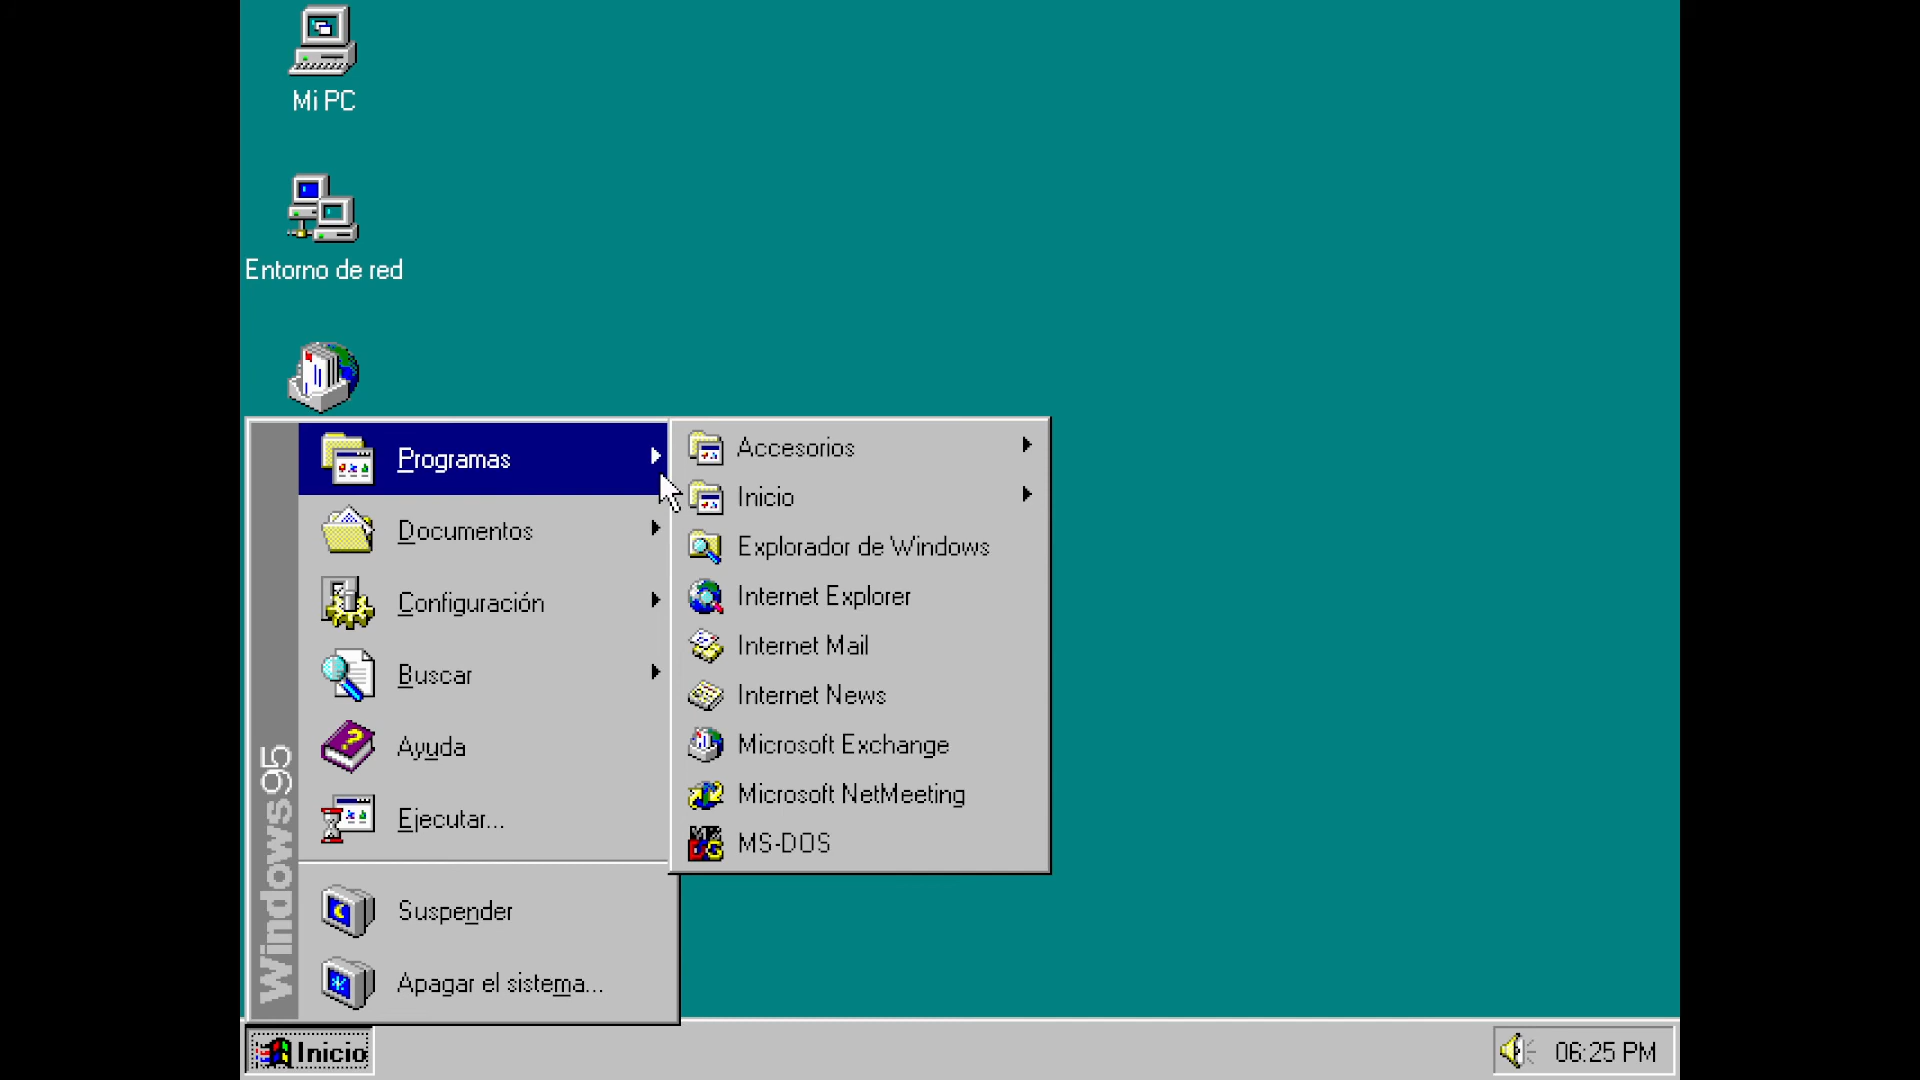 Mi PC
Entorno de red
Programas
Documentos
Configuración
Buscar
Ayuda
Ejecutar...
Suspender
Apagar el sistema...
Windows95
Accesorios
Inicio
Explorador de Windows
Internet Explorer
Internet Mail
Internet News
Microsoft Exchange
Microsoft NetMeeting
MS-DOS
Inicio
06:25 PM